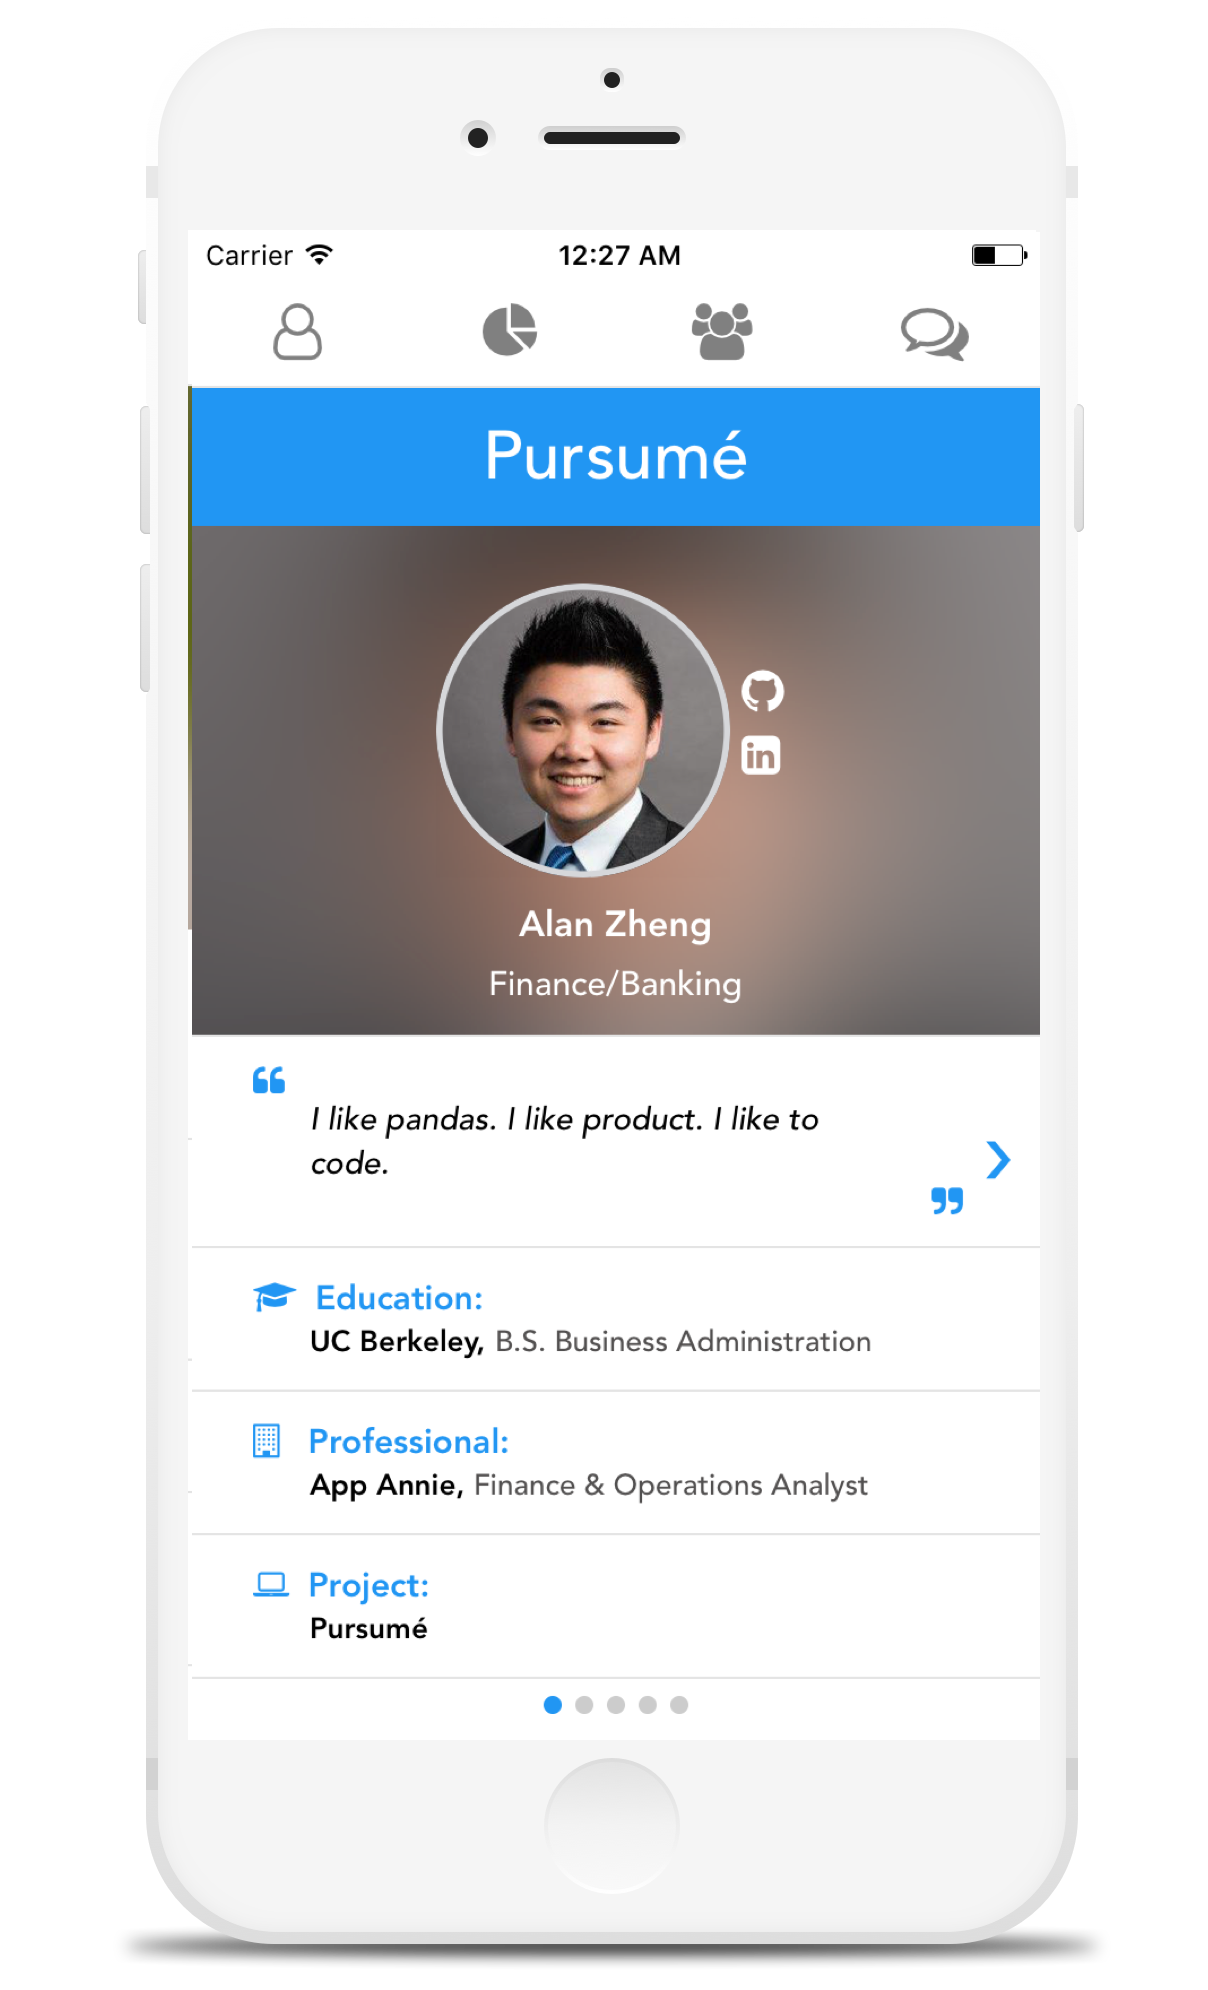 Carrier 12:27 AM
Pursumé
in
Alan Zheng
Finance/Banking
“
I like pandas. I like product. I like to
code.
”
Education:
UC Berkeley, B.S. Business Administration
Professional:
App Annie, Finance & Operations Analyst
Project:
Pursumé